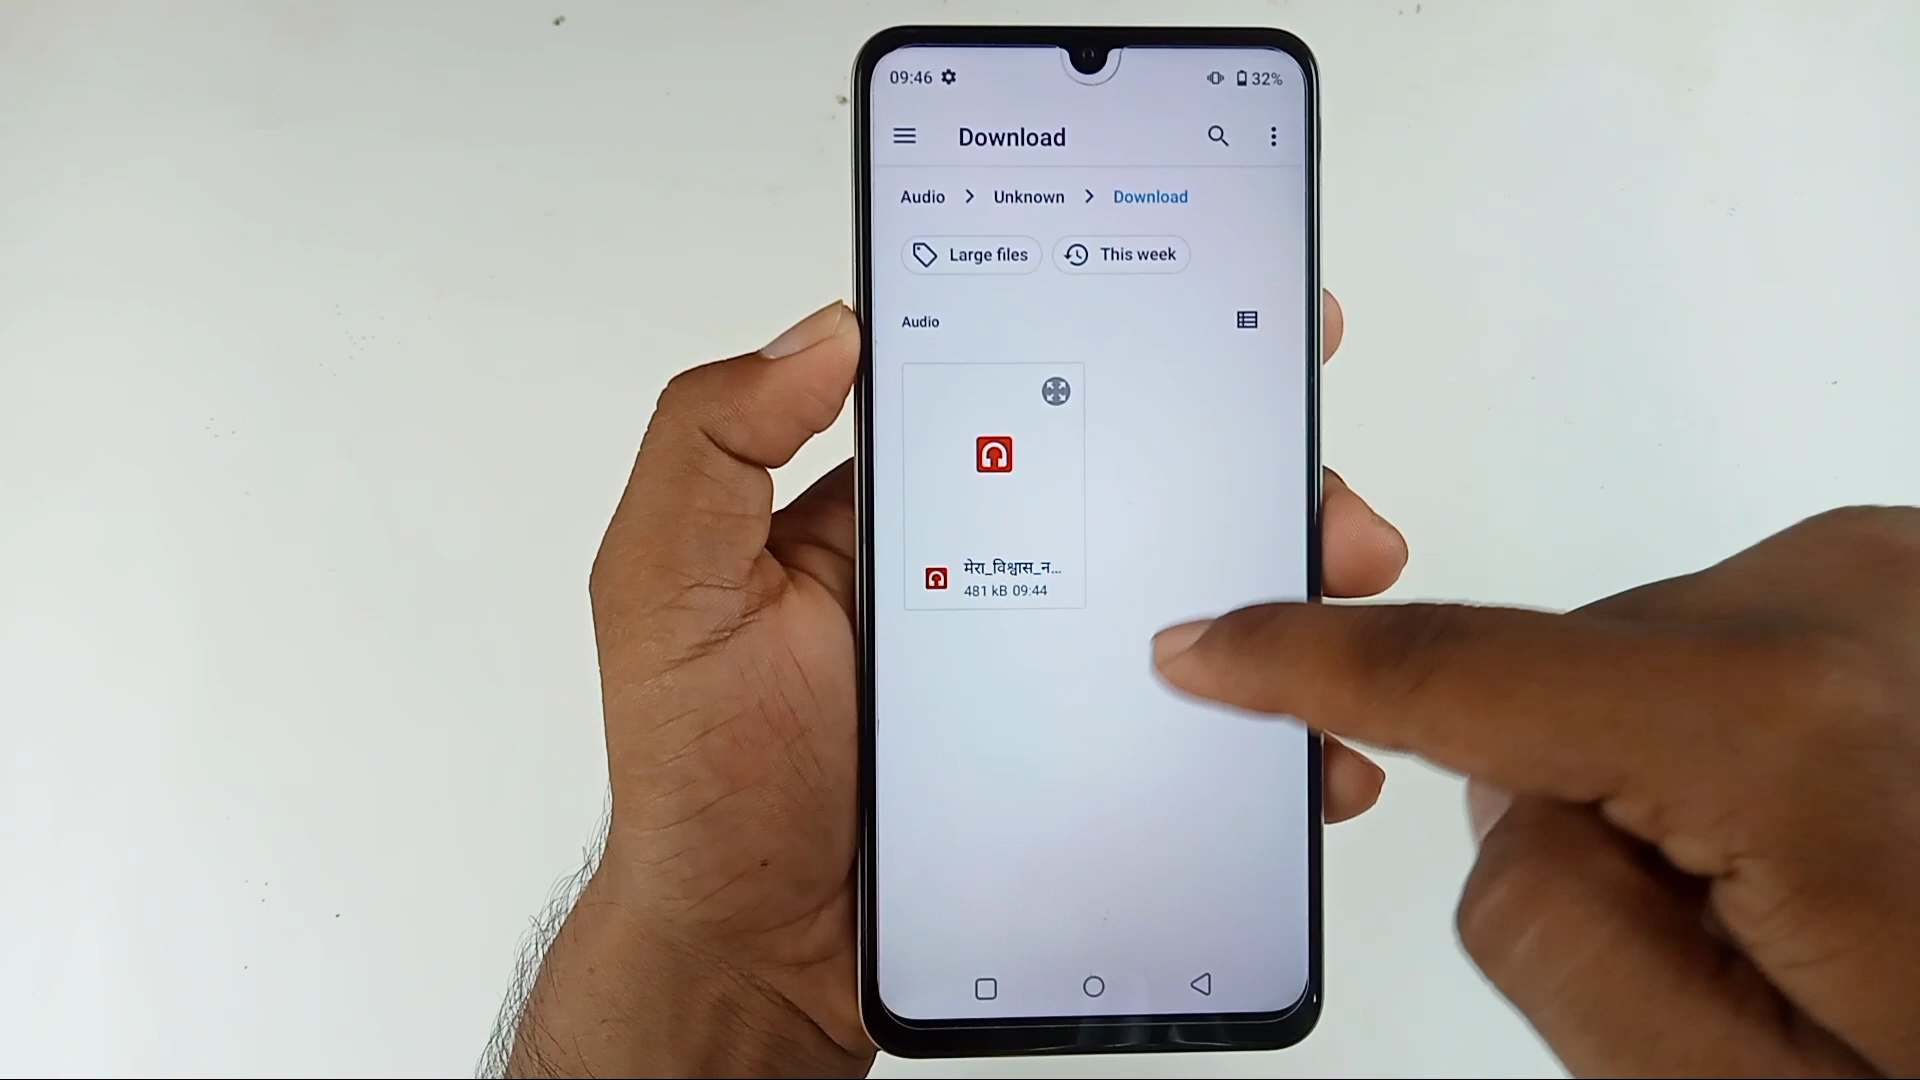 09:46
32%
Download
Audio > Unknown > Download
Large files
This week
Audio
मेरा_विश्वास_न...
481 kB 09:44